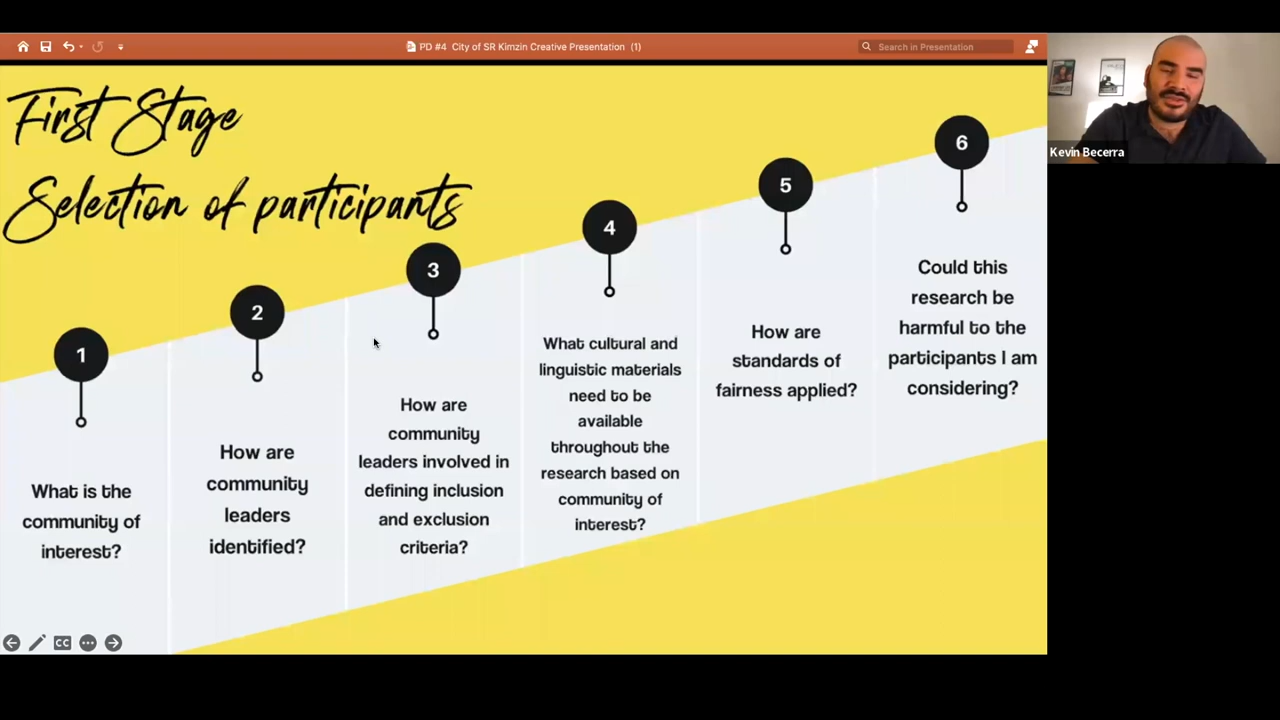 PD #4 City of SR Kimzin Creative Presentation (1)
Search in Presentation
Kevin Becerra
First Stage
Selection of participants
1
What is the
community of
interest?
2
How are
community
leaders
identified?
3
How are
community
leaders involved in
defining inclusion
and exclusion
criteria?
4
What cultural and
linguistic materials
need to be
available
throughout the
research based on
community of
interest?
5
How are
standards of
fairness applied?
6
Could this
research be
harmful to the
participants I am
considering?
CC